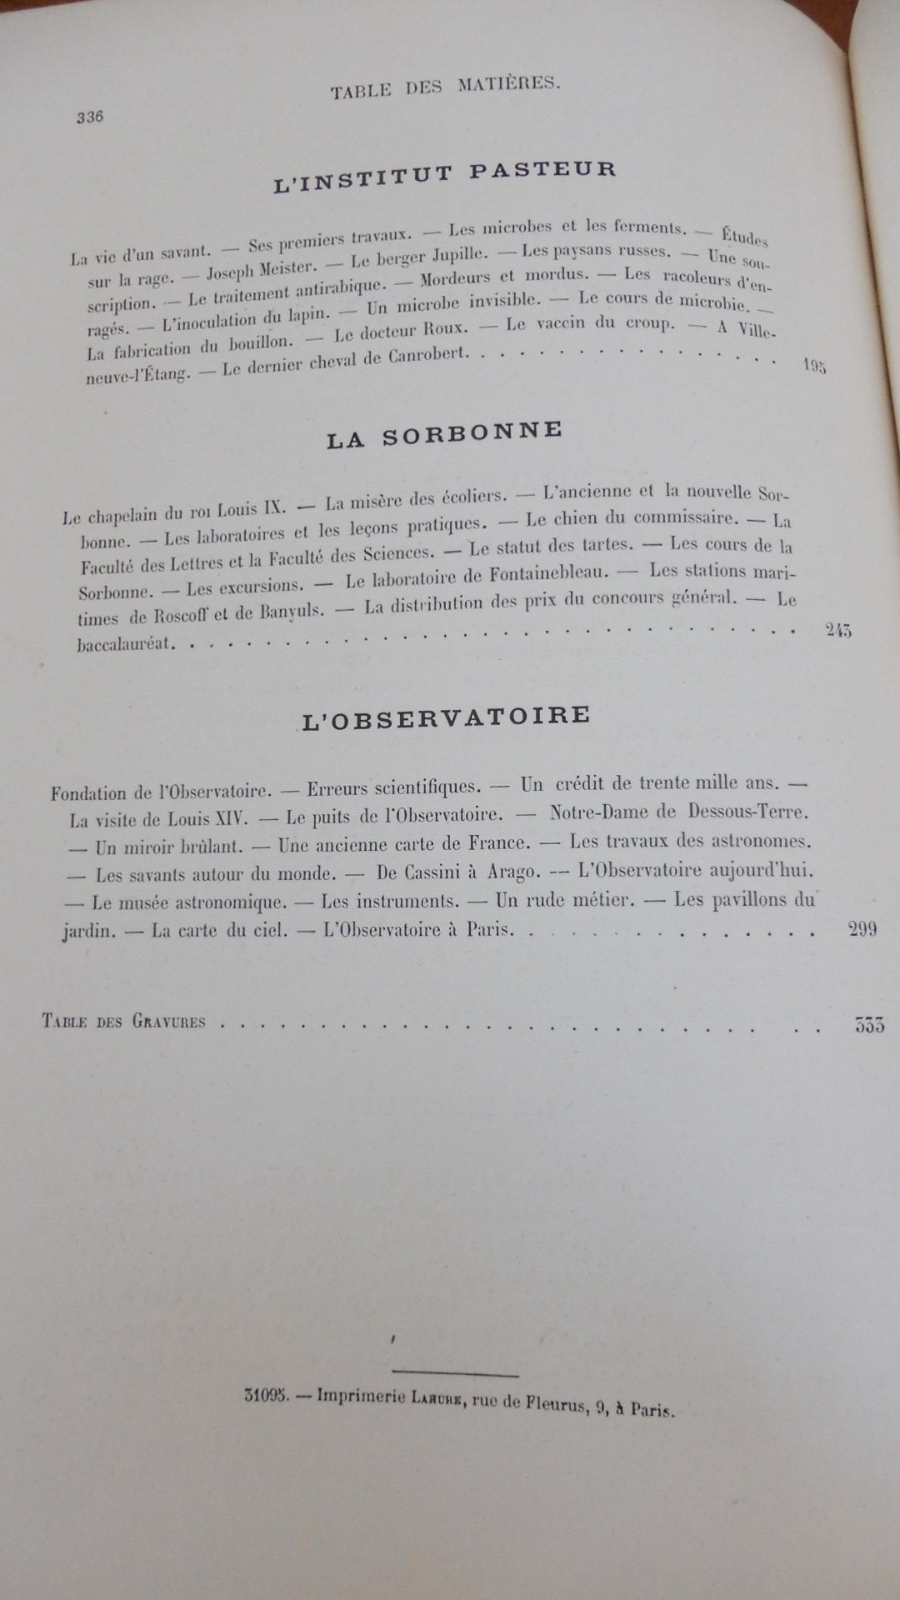 336
TABLE DES MATIÈRES.
L'INSTITUT PASTEUR
La vie d'un savant. — Ses premiers travaux. — Les microbes et les ferments. — Études
sur la rage. — Joseph Meister. — Le berger Jupille. — Les paysans russes. — Une sou-
scription. — Le traitement antirabique. — Mordeurs et mordus. — Les racoleurs d'en-
ragés. — L'inoculation du lapin. — Un microbe invisible. — Le cours de microbie. —
La fabrication du bouillon. — Le docteur Roux. — Le vaccin du croup. — A Ville-
neuve-l'Étang. — Le dernier cheval de Canrobert. . . . . . . . . . . . . . . . . 195
LA SORBONNE
Le chapelain du roi Louis IX. — La misère des écoliers. — L'ancienne et la nouvelle Sor-
bonne. — Les laboratoires et les leçons pratiques. — Le chien du commissaire. — La
Faculté des Lettres et la Faculté des Sciences. — Le statut des tartes. — Les cours de la
Sorbonne. — Les excursions. — Le laboratoire de Fontainebleau. — Les stations mari-
times de Roscoff et de Banyuls. — La distribution des prix du concours général. — Le
baccalauréat. . . . . . . . . . . . . . . . . . . . . . . . . . . . . . . . 243
L'OBSERVATOIRE
Fondation de l'Observatoire. — Erreurs scientifiques. — Un crédit de trente mille ans. —
La visite de Louis XIV. — Le puits de l'Observatoire. — Notre-Dame de Dessous-Terre.
— Un miroir brûlant. — Une ancienne carte de France. — Les travaux des astronomes.
— Les savants autour du monde. — De Cassini à Arago. — L'Observatoire aujourd'hui.
— Le musée astronomique. — Les instruments. — Un rude métier. — Les pavillons du
jardin. — La carte du ciel. — L'Observatoire à Paris. . . . . . . . . . . . . . . 299
TABLE DES GRAVURES . . . . . . . . . . . . . . . . . . . . . . . . . . . . . 333
31095. — Imprimerie LAHURE, rue de Fleurus, 9, à Paris.